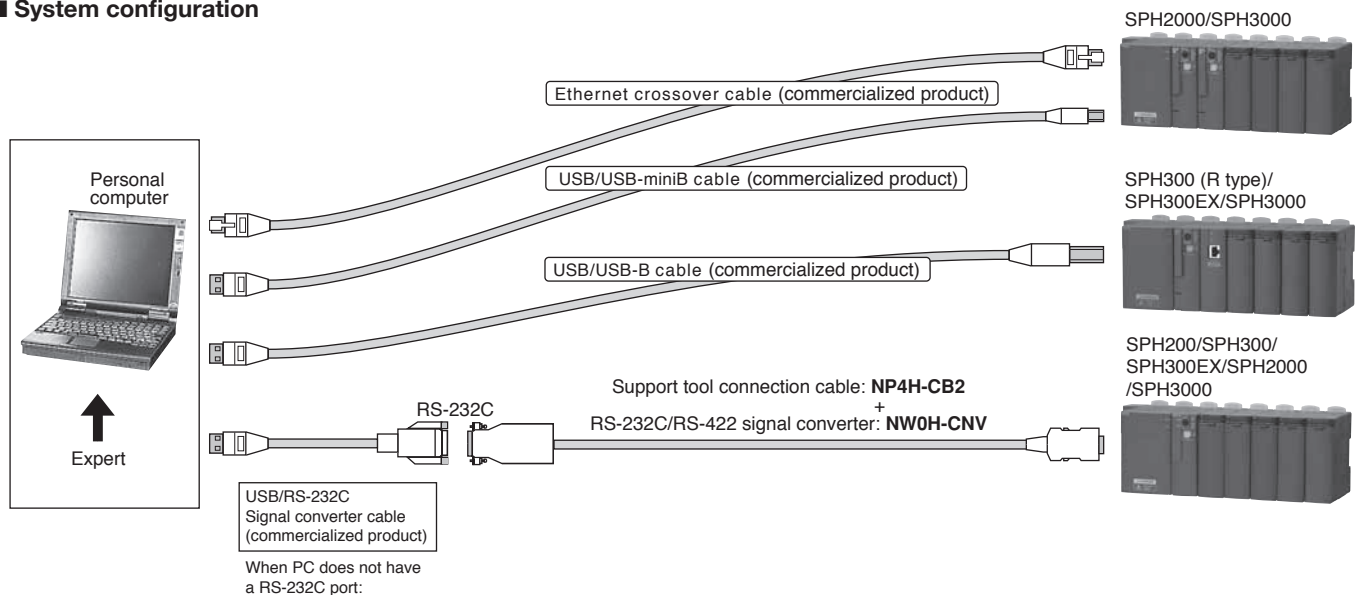 ■ System configuration
SPH2000/SPH3000
Ethernet crossover cable (commercialized product)
Personal
computer
USB/USB-miniB cable (commercialized product)
SPH300 (R type)/
SPH300EX/SPH3000
USB/USB-B cable (commercialized product)
SPH200/SPH300/
SPH300EX/SPH2000
/SPH3000
Support tool connection cable: NP4H-CB2
+
RS-232C/RS-422 signal converter: NW0H-CNV
RS-232C
Expert
USB/RS-232C
Signal converter cable
(commercialized product)
When PC does not have
a RS-232C port: